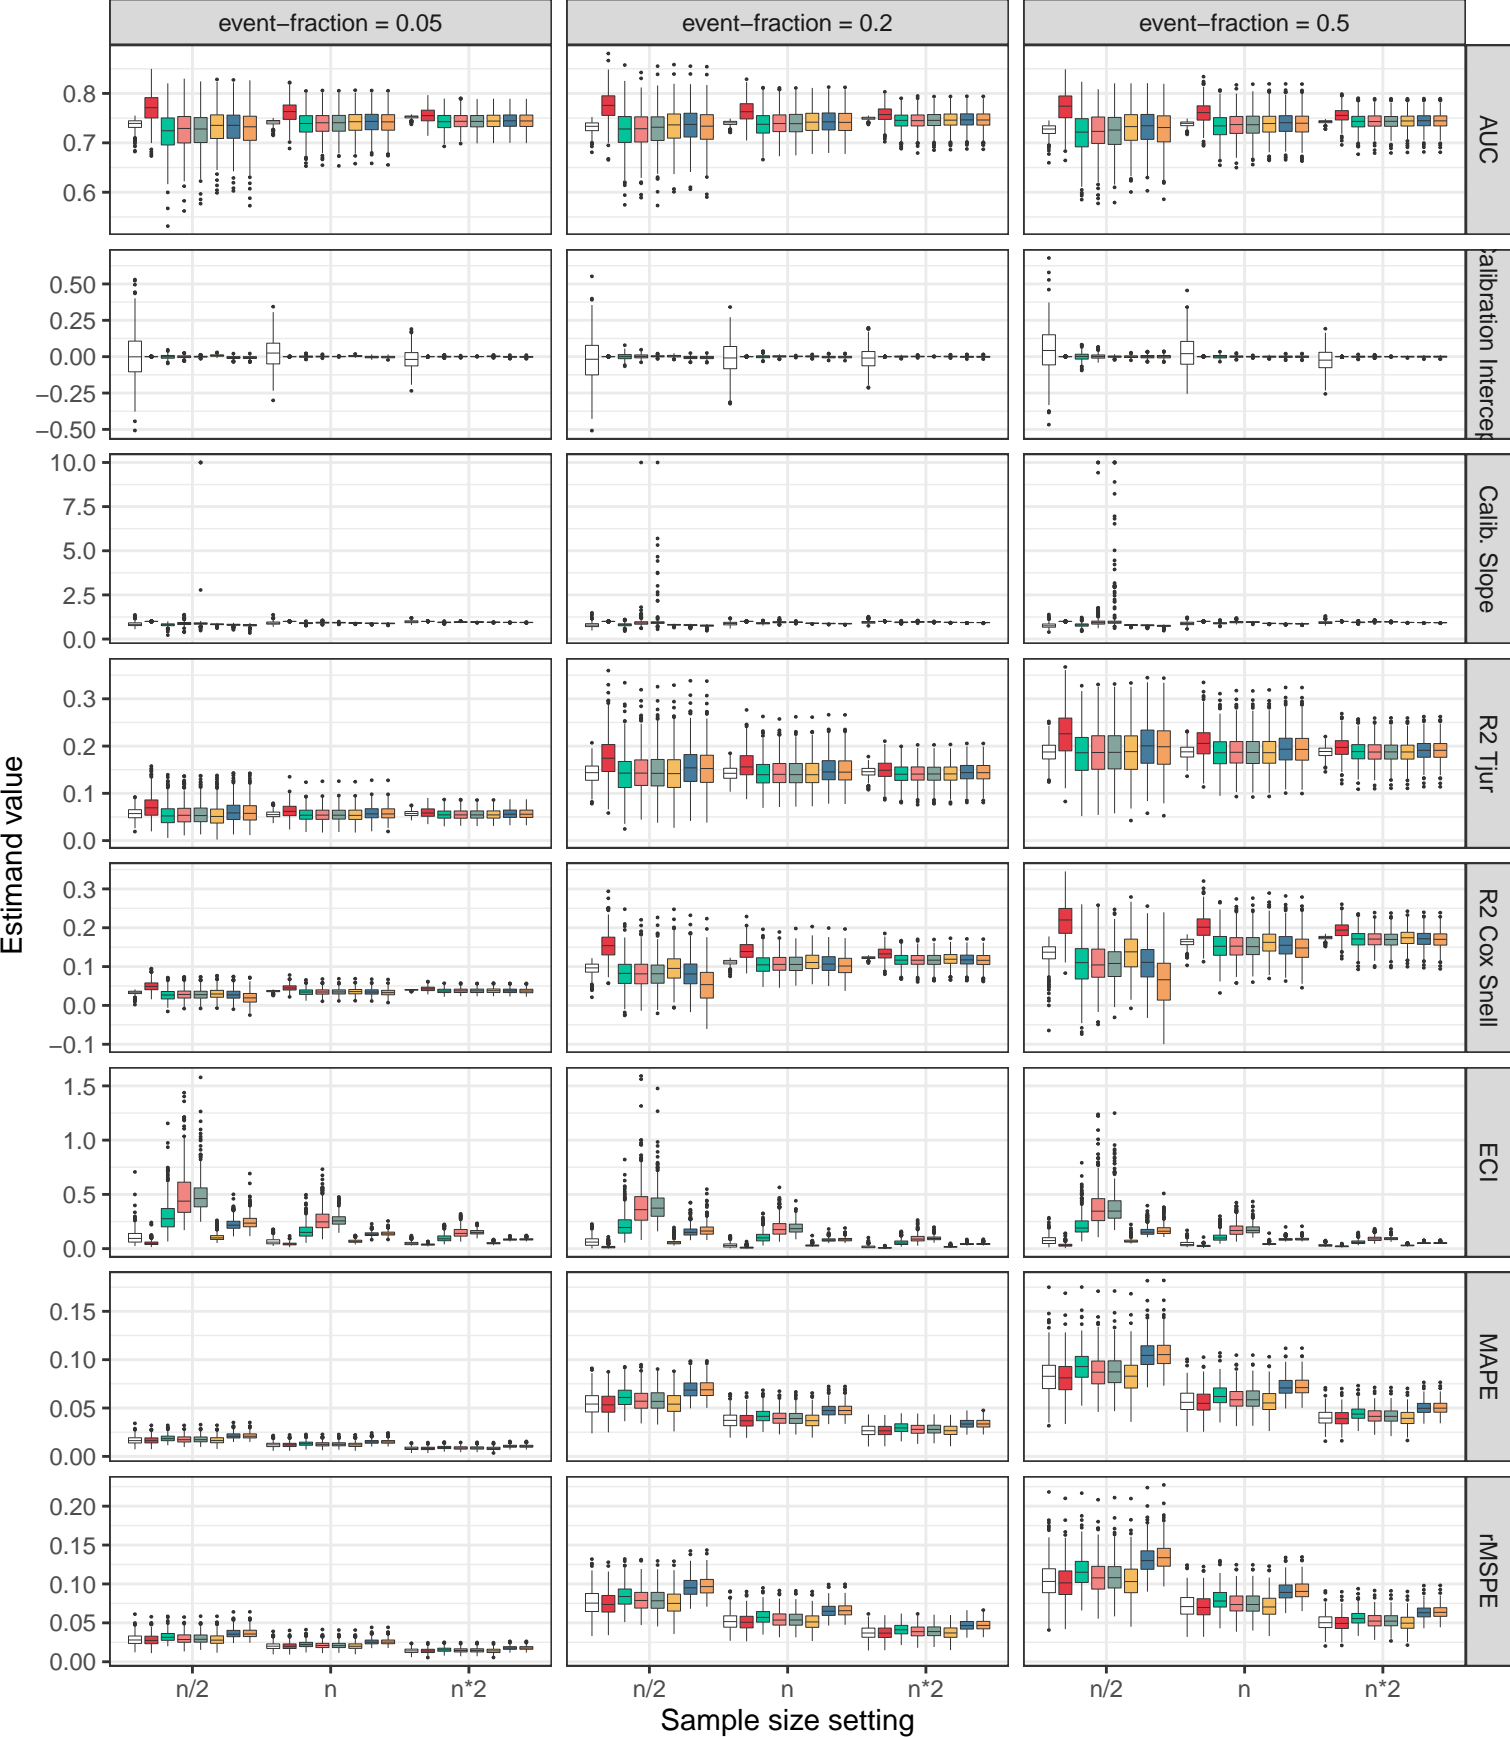 event−fraction = 0.05
event−fraction = 0.2
event−fraction = 0.5
0.8
0.7
0.6
AUC
0.50
0.25
0.00
−0.25
−0.50
alibration Intercep
10.0
7.5
5.0
2.5
0.0
Calib. Slope
0.3
0.2
0.1
0.0
R2 Tjur
0.3
0.2
0.1
0.0
−0.1
R2 Cox Snell
1.5
1.0
0.5
0.0
ECI
0.15
0.10
0.05
0.00
MAPE
0.20
0.15
0.10
0.05
0.00
rMSPE
Estimand value
n/2
n
n*2
n/2
n
n*2
n/2
n
n*2
Sample size setting